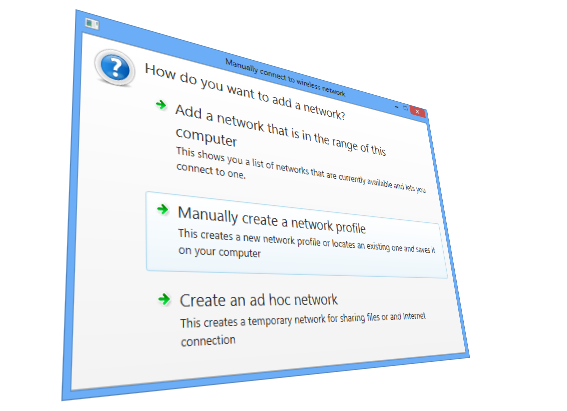 Manually connect to wireless network
How do you want to add a network?
Add a network that is in the range of this
computer
This shows you a list of networks that are currently available and lets you
connect to one.
Manually create a network profile
This creates a new network profile or locates an existing one and saves it
on your computer
Create an ad hoc network
This creates a temporary network for sharing files or and Internet
connection